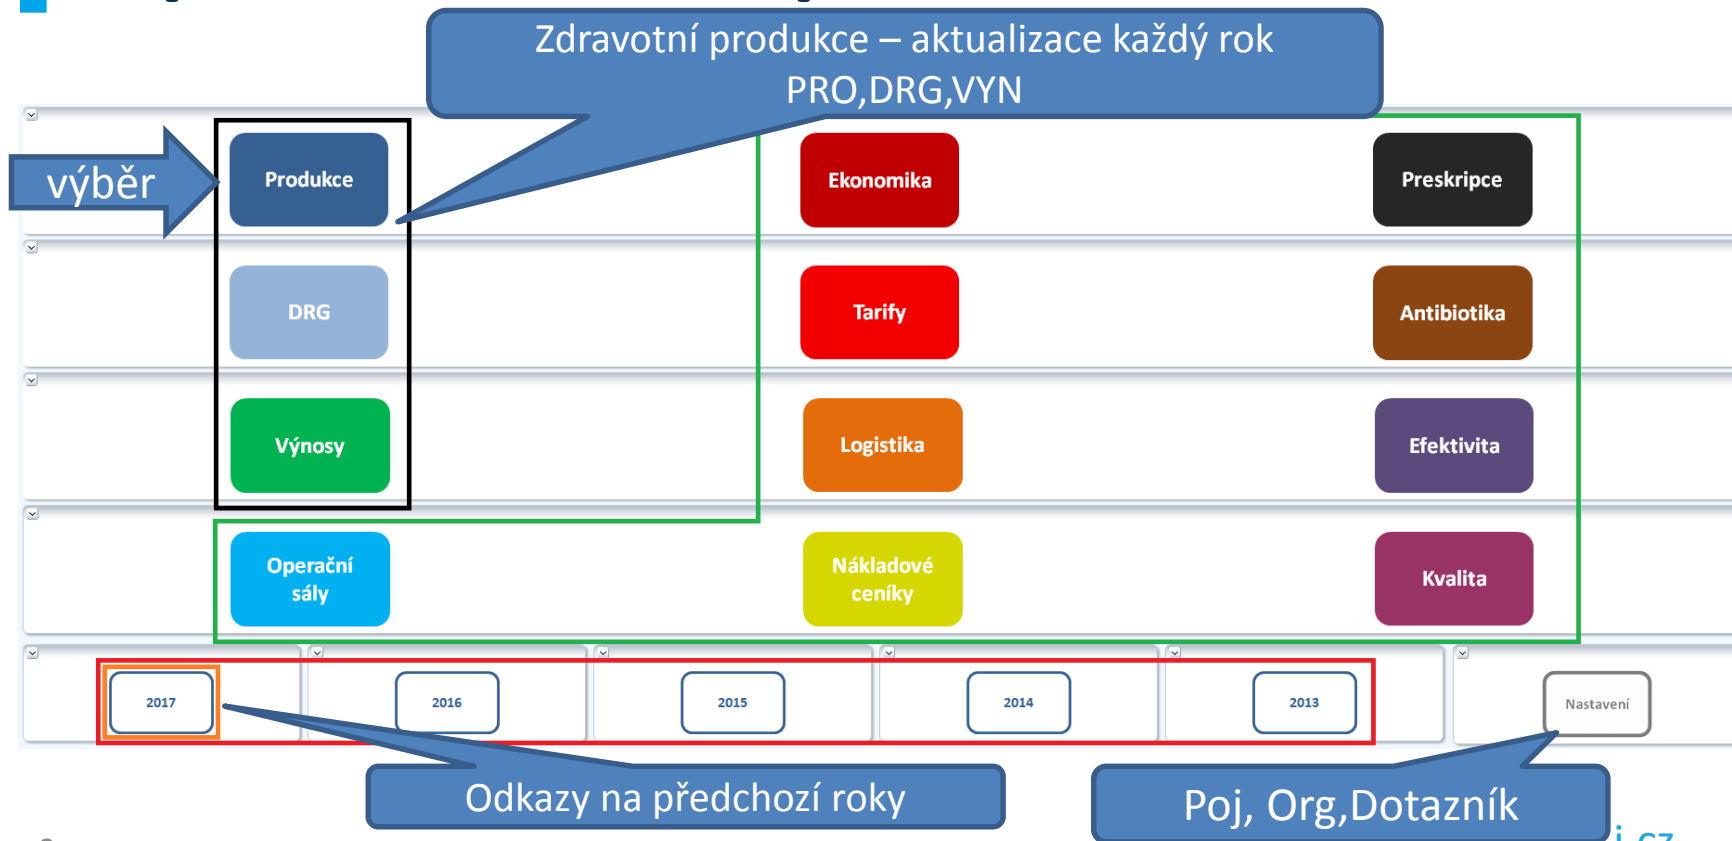 Zdravotní produkce – aktualizace každý rok
PRO,DRG,VYN
výběr
Produkce
Ekonomika
Preskripce
DRG
Tarify
Antibiotika
Výnosy
Logistika
Efektivita
Operační
sály
Nákladové
ceníky
Kvalita
2017
2016
2015
2014
2013
Nastavení
Odkazy na předchozí roky
Poj, Org,Dotazník